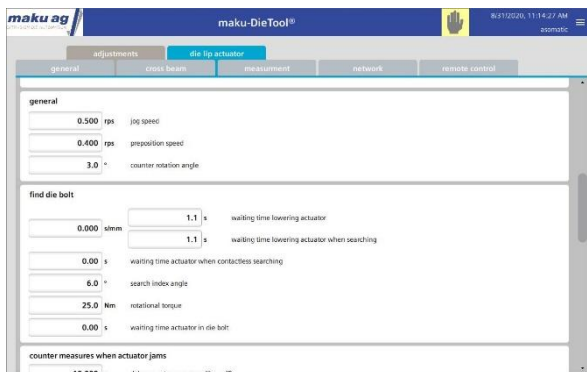 maku ag
maku-DieTool®
8/31/2020, 11:14:27 AM
asomatic
adjustments
die lip actuator
general
cross beam
measurment
network
remote control
general
0.500 rps jog speed
0.400 rps preposition speed
3.0 ° counter rotation angle
find die bolt
0.000 s/mm
1.1 s waiting time lowering actuator
1.1 s waiting time lowering actuator when searching
0.00 s waiting time actuator when contactless searching
6.0 ° search index angle
25.0 Nm rotational torque
0.00 s waiting time actuator in die bolt
counter measures when actuator jams